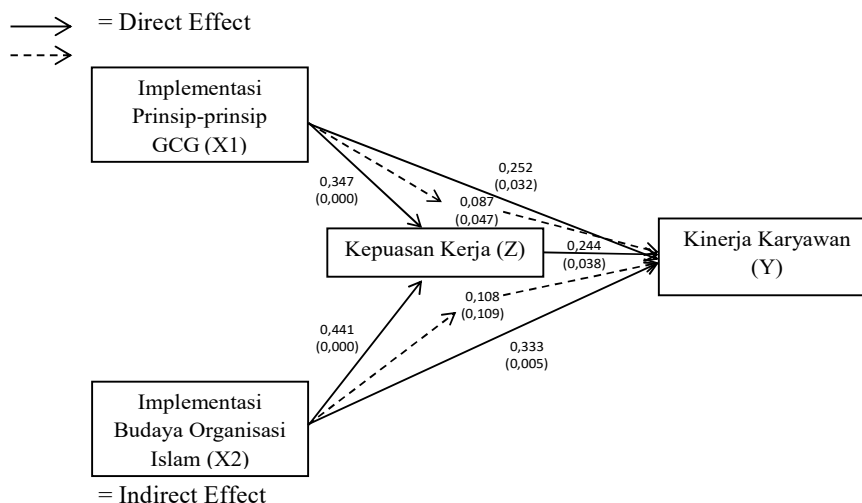 = Direct Effect
Implementasi
Prinsip-prinsip
GCG (X1)
0,252
(0,032)
0,347
(0,000)
0,087
(0,047)
Kepuasan Kerja (Z)
0,244
(0,038)
Kinerja Karyawan
(Y)
0,108
(0,109)
0,441
(0,000)
0,333
(0,005)
Implementasi
Budaya Organisasi
Islam (X2)
= Indirect Effect